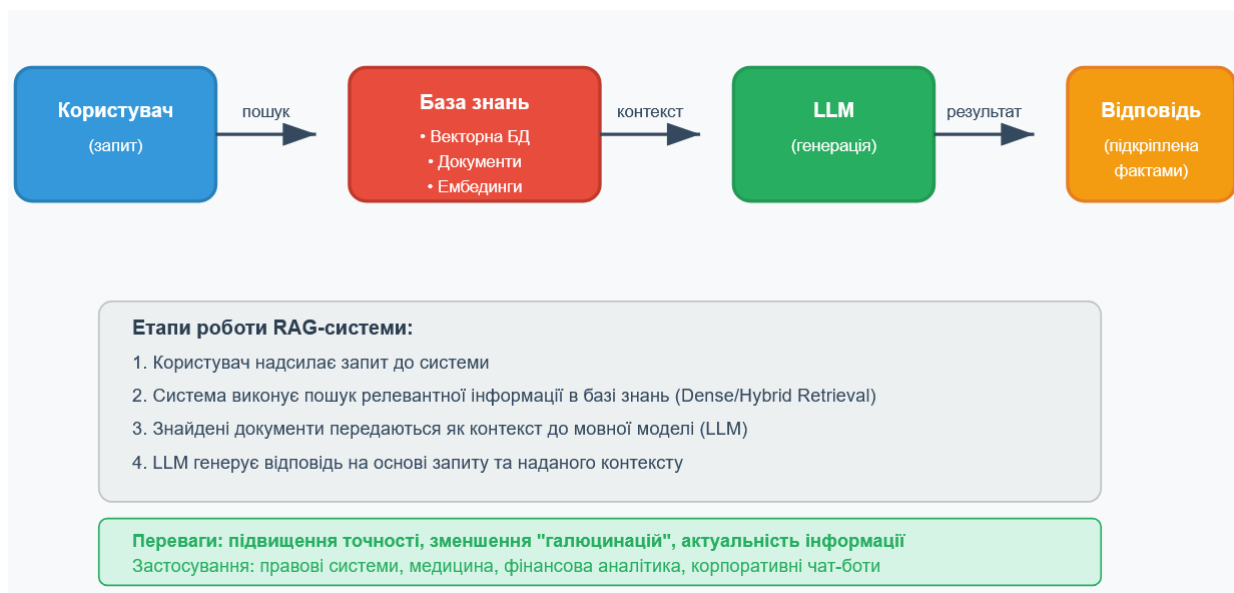 Користувач
(запит)
пошук
База знань
• Векторна БД
• Документи
• Ембединги
контекст
LLM
(генерація)
результат
Відповідь
(підкріплена
фактами)
Етапи роботи RAG-системи:
1. Користувач надсилає запит до системи
2. Система виконує пошук релевантної інформації в базі знань (Dense/Hybrid Retrieval)
3. Знайдені документи передаються як контекст до мовної моделі (LLM)
4. LLM генерує відповідь на основі запиту та наданого контексту
Переваги: підвищення точності, зменшення "галюцинацій", актуальність інформації
Застосування: правові системи, медицина, фінансова аналітика, корпоративні чат-боти